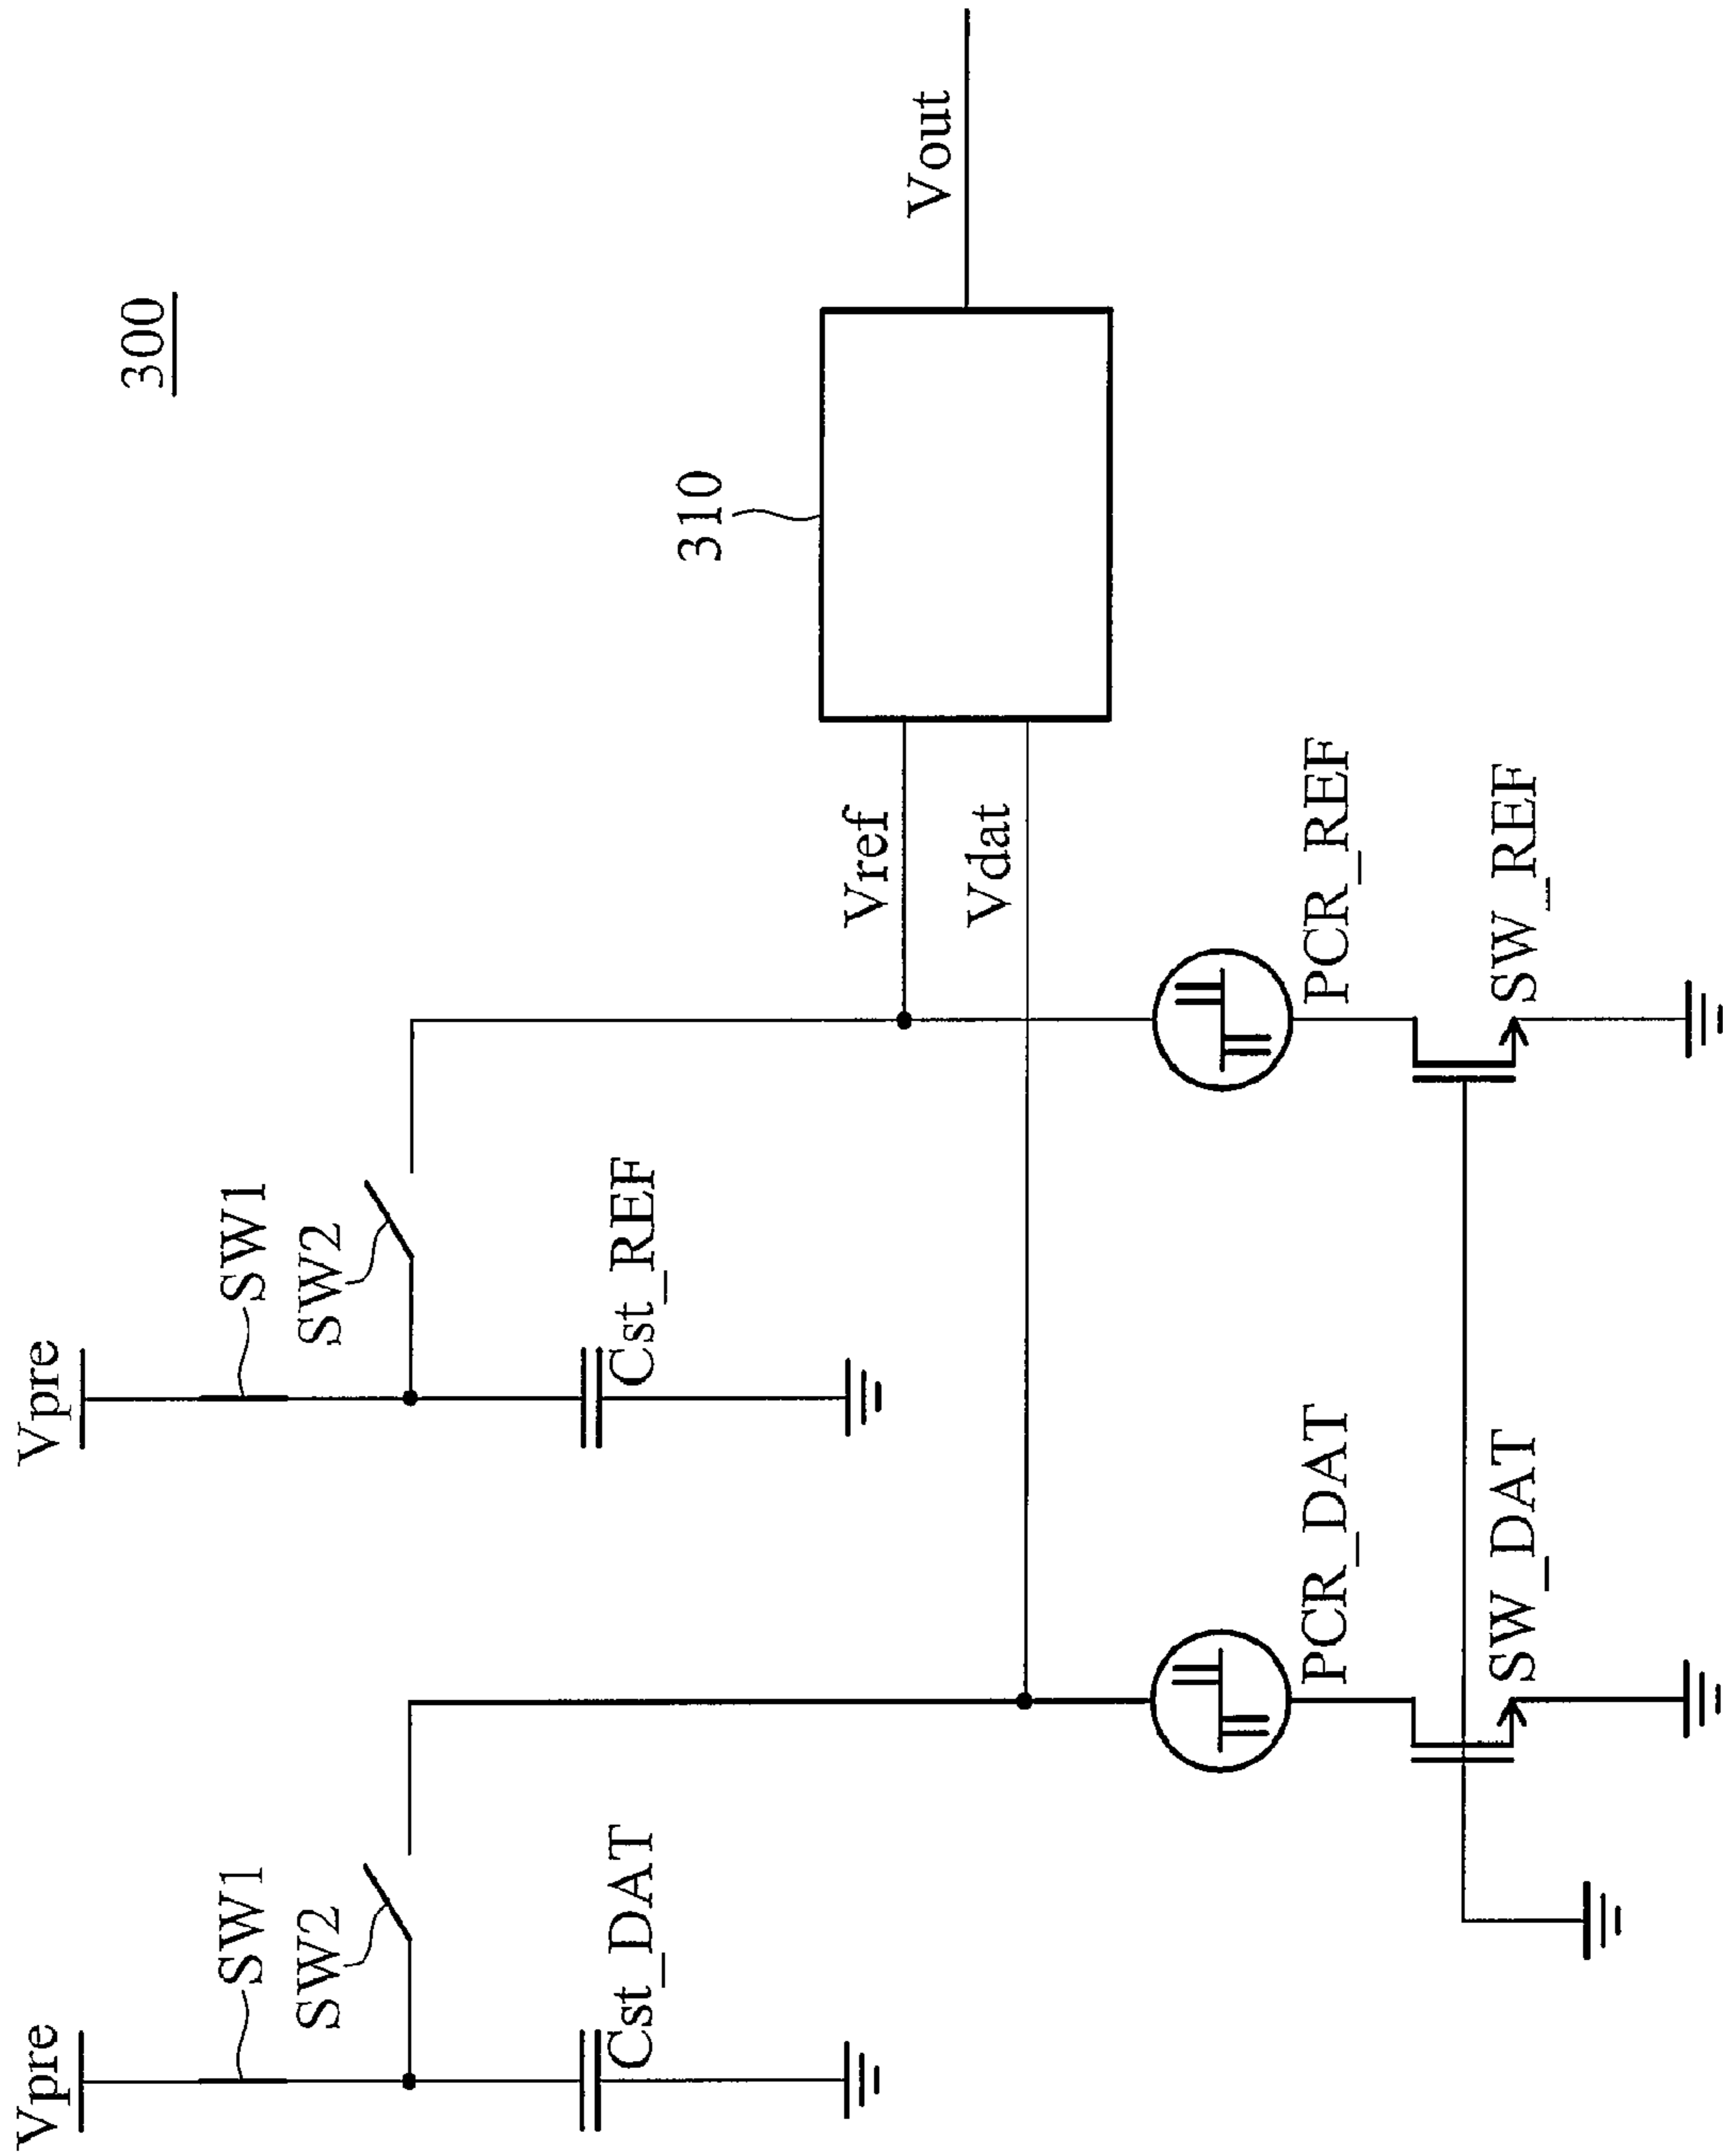 300
Vpre
SW1
SW2
Cst_DAT
Vpre
SW1
SW2
Cst_REF
310
Vout
Vref
Vdat
PCR_DAT
PCR_REF
SW_DAT
SW_REF